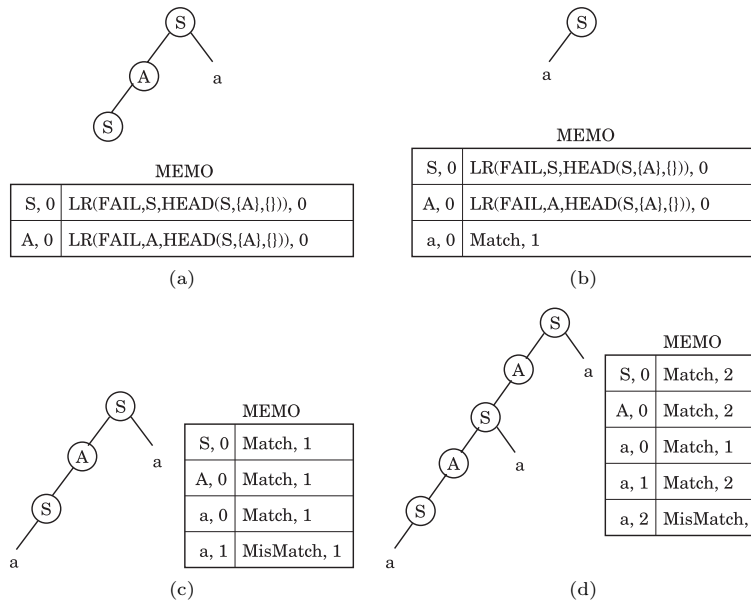 S
A
a
S
MEMO
S, 0 LR(FAIL,S,HEAD(S,{A},{})), 0
A, 0 LR(FAIL,A,HEAD(S,{A},{})), 0
(a)
S
a
MEMO
S, 0 LR(FAIL,S,HEAD(S,{A},{})), 0
A, 0 LR(FAIL,A,HEAD(S,{A},{})), 0
a, 0 Match, 1
(b)
S
A
a
S
a
MEMO
S, 0 Match, 1
A, 0 Match, 1
a, 0 Match, 1
a, 1 MisMatch, 1
(c)
S
A
a
S
A
a
S
a
MEMO
S, 0 Match, 2
A, 0 Match, 2
a, 0 Match, 1
a, 1 Match, 2
a, 2 MisMatch,
(d)